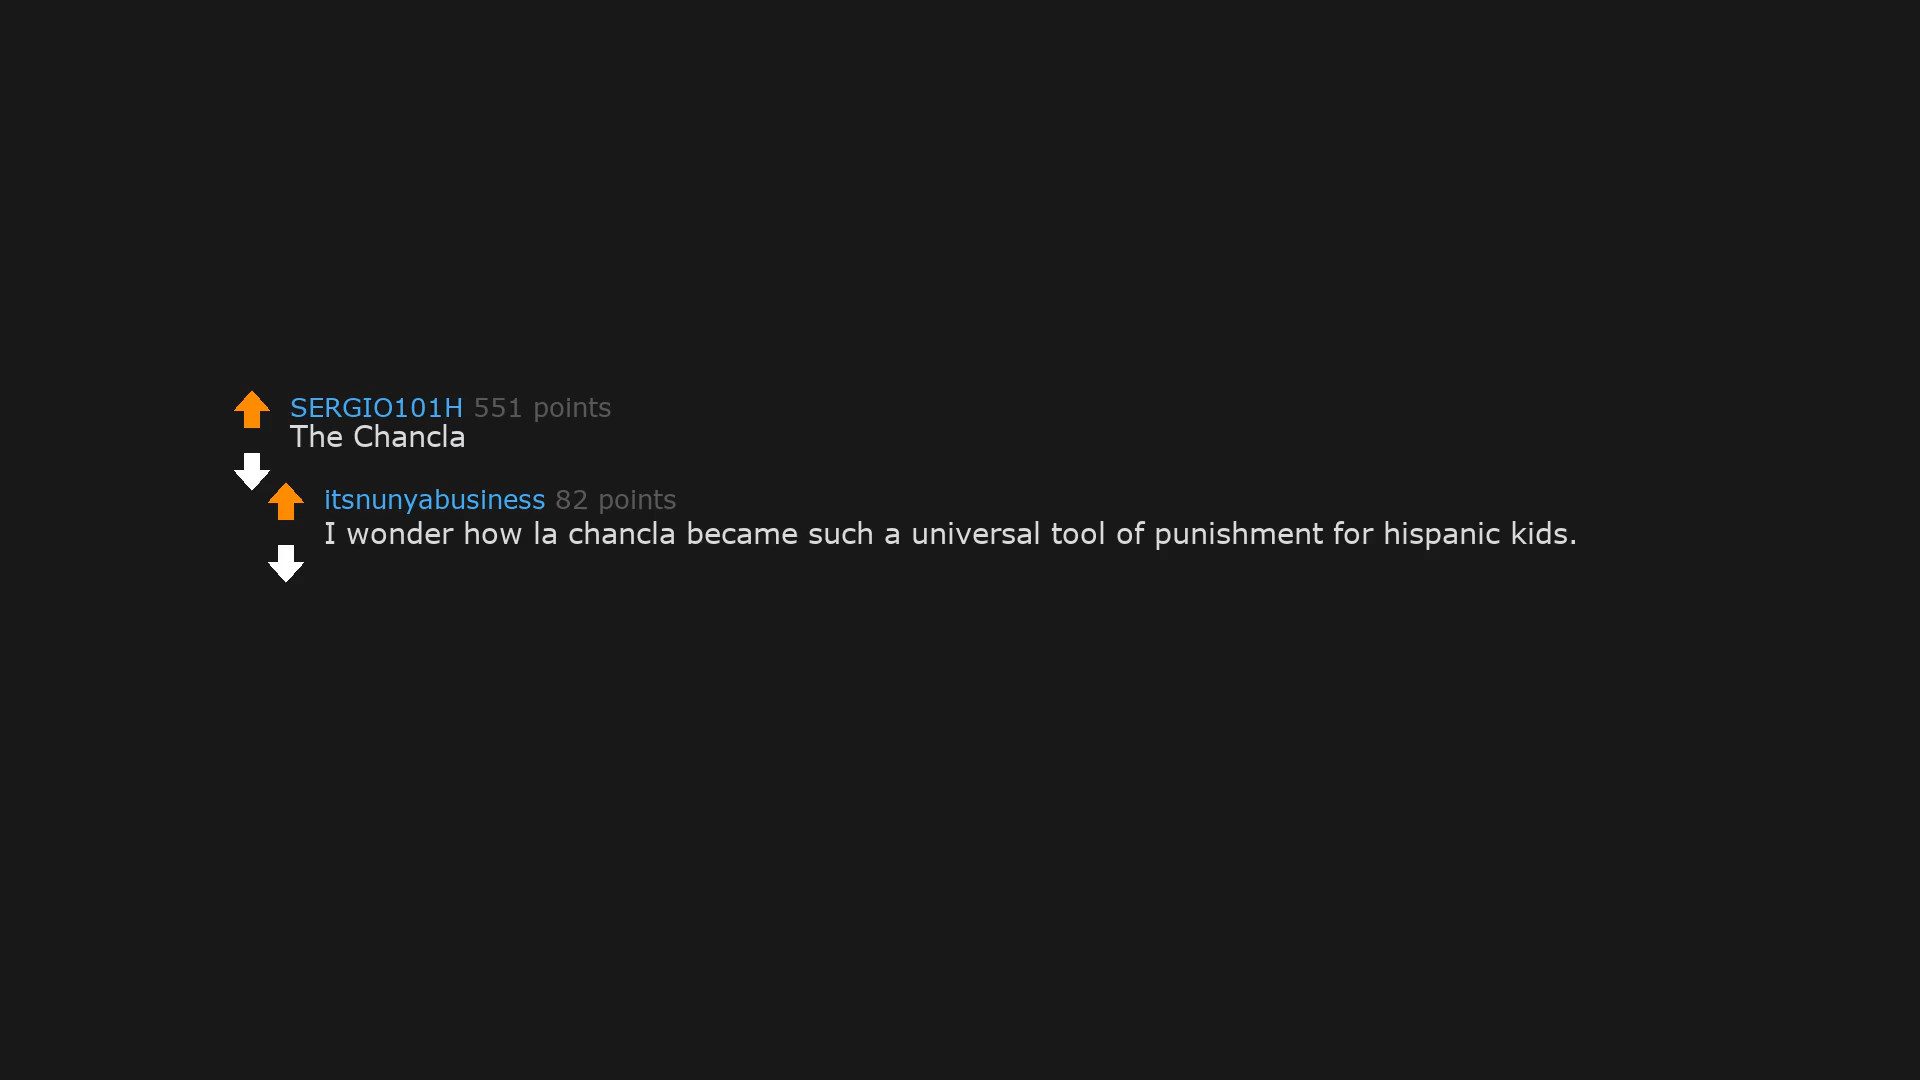 SERGIO101H 551 points
The Chancla
itsnunyabusiness 82 points
I wonder how la chancla became such a universal tool of punishment for hispanic kids.